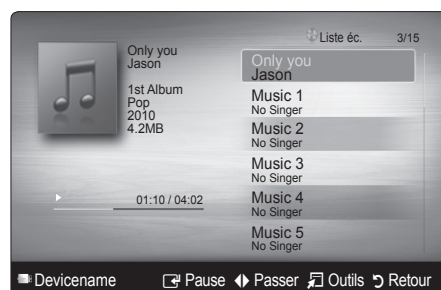 Only you
Jason
1st Album
Pop
2010
4.2MB
01:10 / 04:02
Liste éc. 3/15
Only you
Jason
Music 1
No Singer
Music 2
No Singer
Music 3
No Singer
Music 4
No Singer
Music 5
No Singer
Devicename Pause Passer Outils Retour